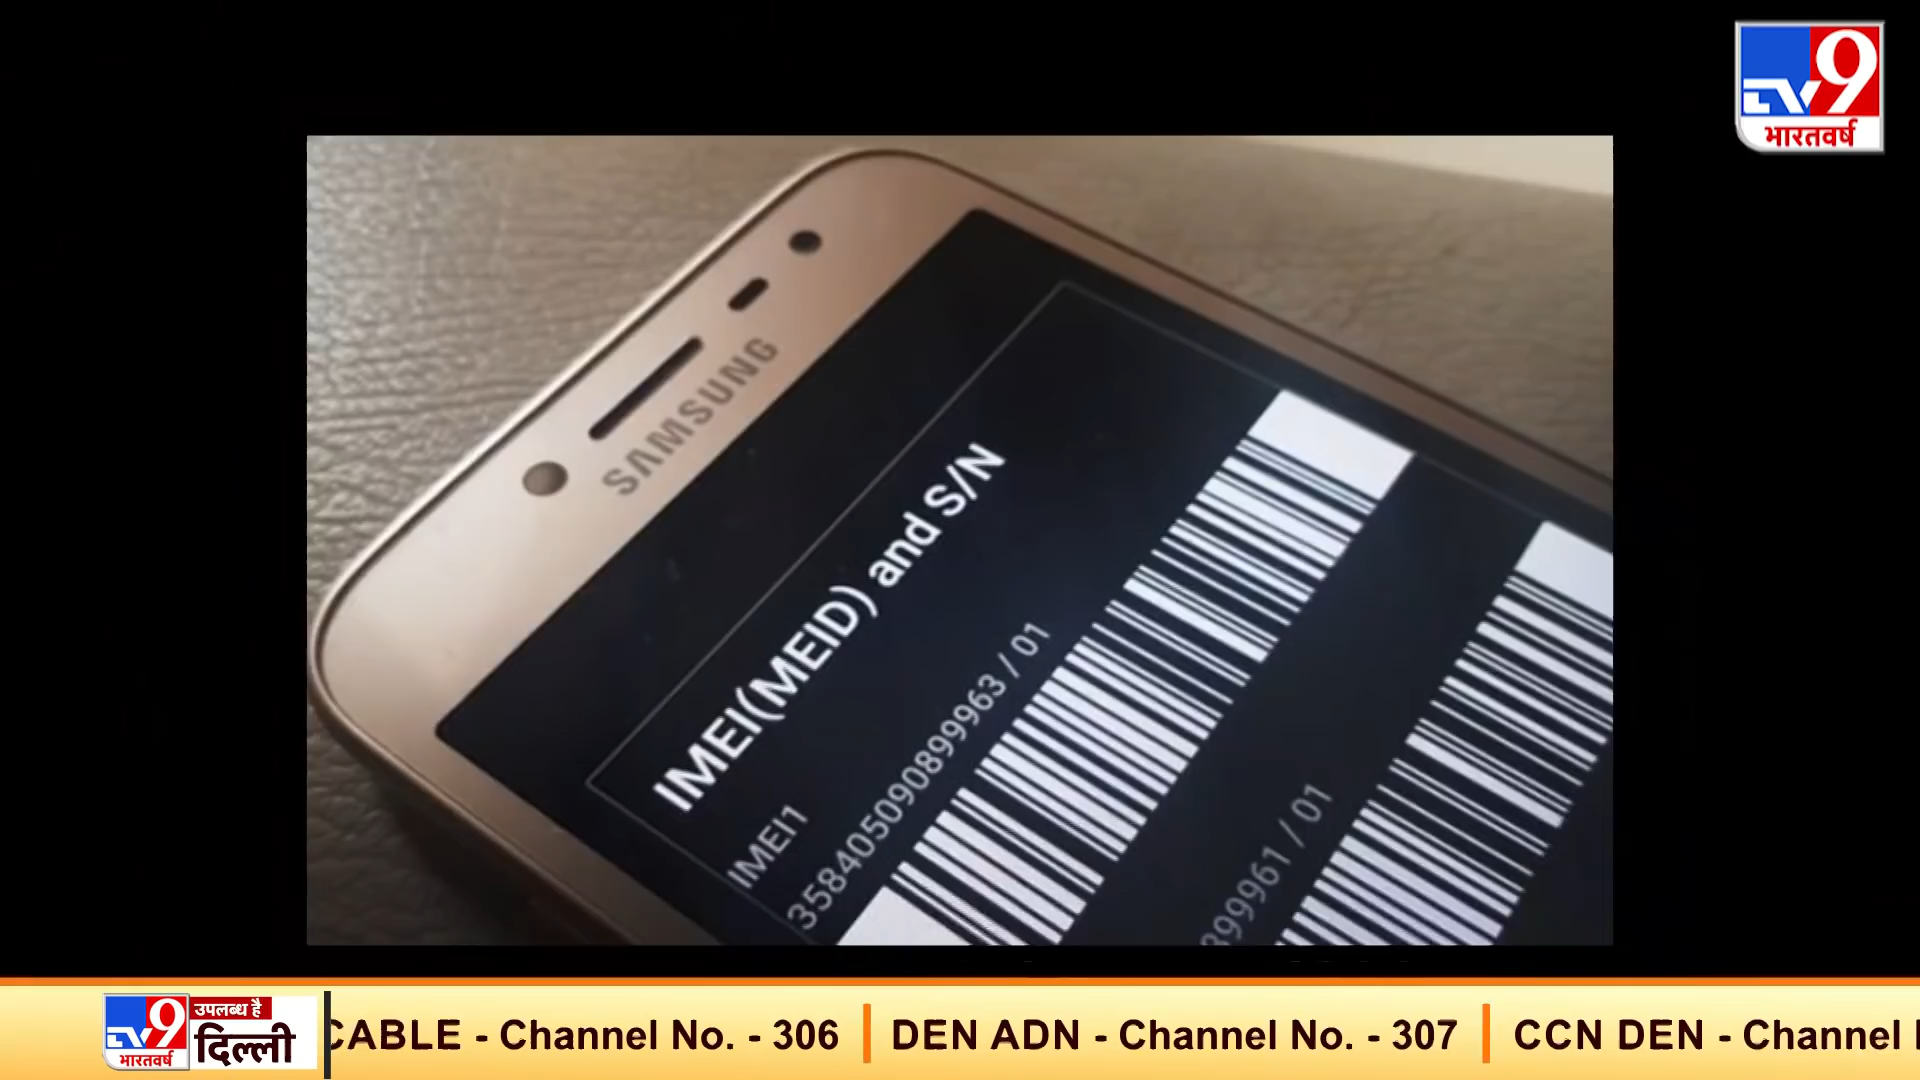 TV9
भारतवर्ष
SAMSUNG
IMEI(MEID) and S/N
IMEI1
358405090899963 / 01
899961 / 01
TV9
भारतवर्ष
उपलब्ध है
दिल्ली
CABLE - Channel No. - 306 | DEN ADN - Channel No. - 307 | CCN DEN - Channel